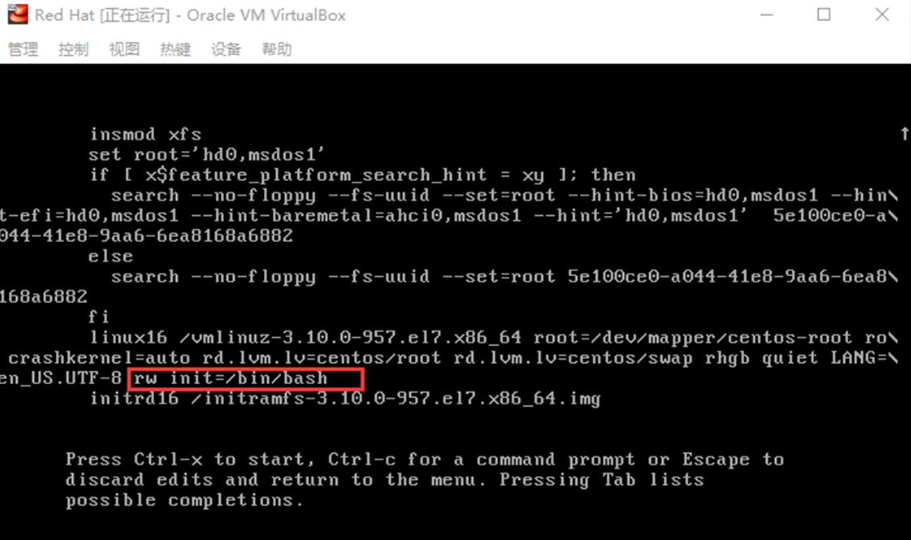 Red Hat [正在运行] - Oracle VM VirtualBox
管理 控制 视图 热键 设备 帮助
insmod xfs
set root='hd0,msdos1'
if [ x$feature_platform_search_hint = xy ]; then
search --no-floppy --fs-uuid --set=root --hint-bios=hd0,msdos1 --hin\
t-efi=hd0,msdos1 --hint-baremetal=ahci0,msdos1 --hint='hd0,msdos1'  5e100ce0-a\
044-41e8-9aa6-6ea8168a6882
else
search --no-floppy --fs-uuid --set=root 5e100ce0-a044-41e8-9aa6-6ea8\
168a6882
fi
linux16 /vmlinuz-3.10.0-957.el7.x86_64 root=/dev/mapper/centos-root ro\
crashkernel=auto rd.lvm.lv=centos/root rd.lvm.lv=centos/swap rhgb quiet LANG=\
en_US.UTF-8 rw init=/bin/bash
initrd16 /initramfs-3.10.0-957.el7.x86_64.img
Press Ctrl-x to start, Ctrl-c for a command prompt or Escape to
discard edits and return to the menu. Pressing Tab lists
possible completions.